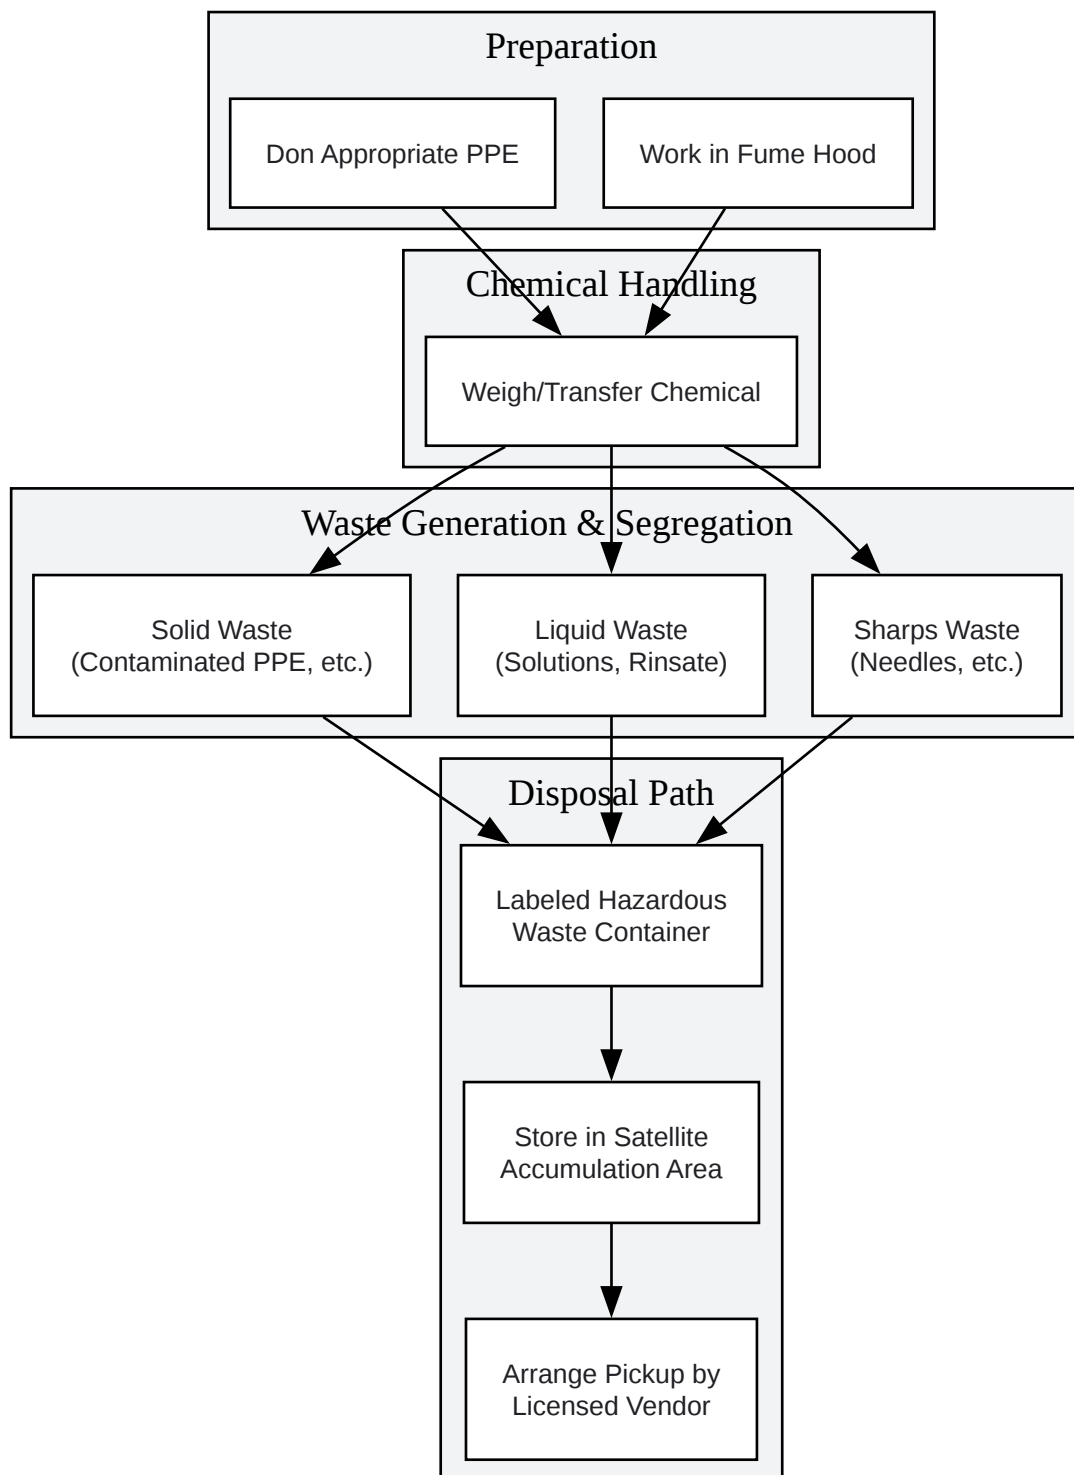 Preparation
Don Appropriate PPE
Work in Fume Hood
Chemical Handling
Weigh/Transfer Chemical
Waste Generation & Segregation
Solid Waste
(Contaminated PPE, etc.)
Liquid Waste
(Solutions, Rinsate)
Sharps Waste
(Needles, etc.)
Disposal Path
Labeled Hazardous
Waste Container
Store in Satellite
Accumulation Area
Arrange Pickup by
Licensed Vendor